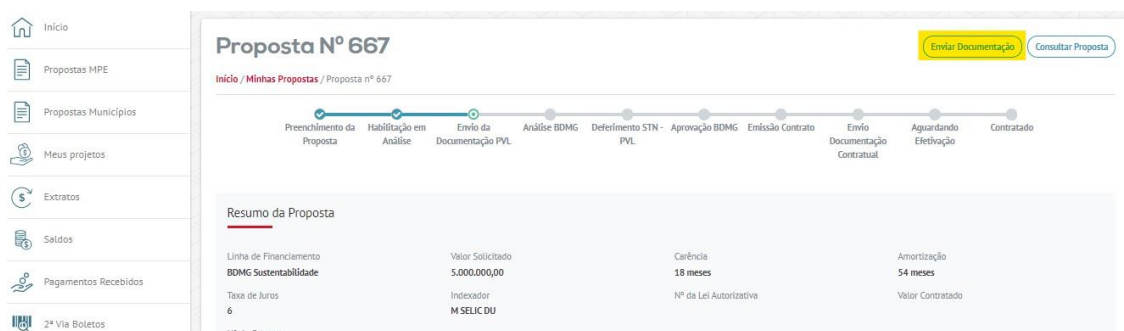 Início
Propostas MPE
Propostas Municípios
Meus projetos
Extratos
Saldos
Pagamentos Recebidos
2ª Via Boletos
Proposta Nº 667
Enviar Documentação
Consultar Proposta
Início / Minhas Propostas / Proposta nº 667
Preenchimento da
Proposta
Habilitação em
Análise
Envio da
Documentação PVL
Análise BDMG
Deferimento STN -
PVL
Aprovação BDMG
Emissão Contrato
Envio
Documentação
Contratual
Aguardando
Efetivação
Contratado
Resumo da Proposta
Linha de Financiamento
BDMG Sustentabilidade
Valor Solicitado
5.000.000,00
Carência
18 meses
Amortização
54 meses
Taxa de Juros
6
Indexador
M SELIC DU
Nº da Lei Autorizativa
Valor Contratado